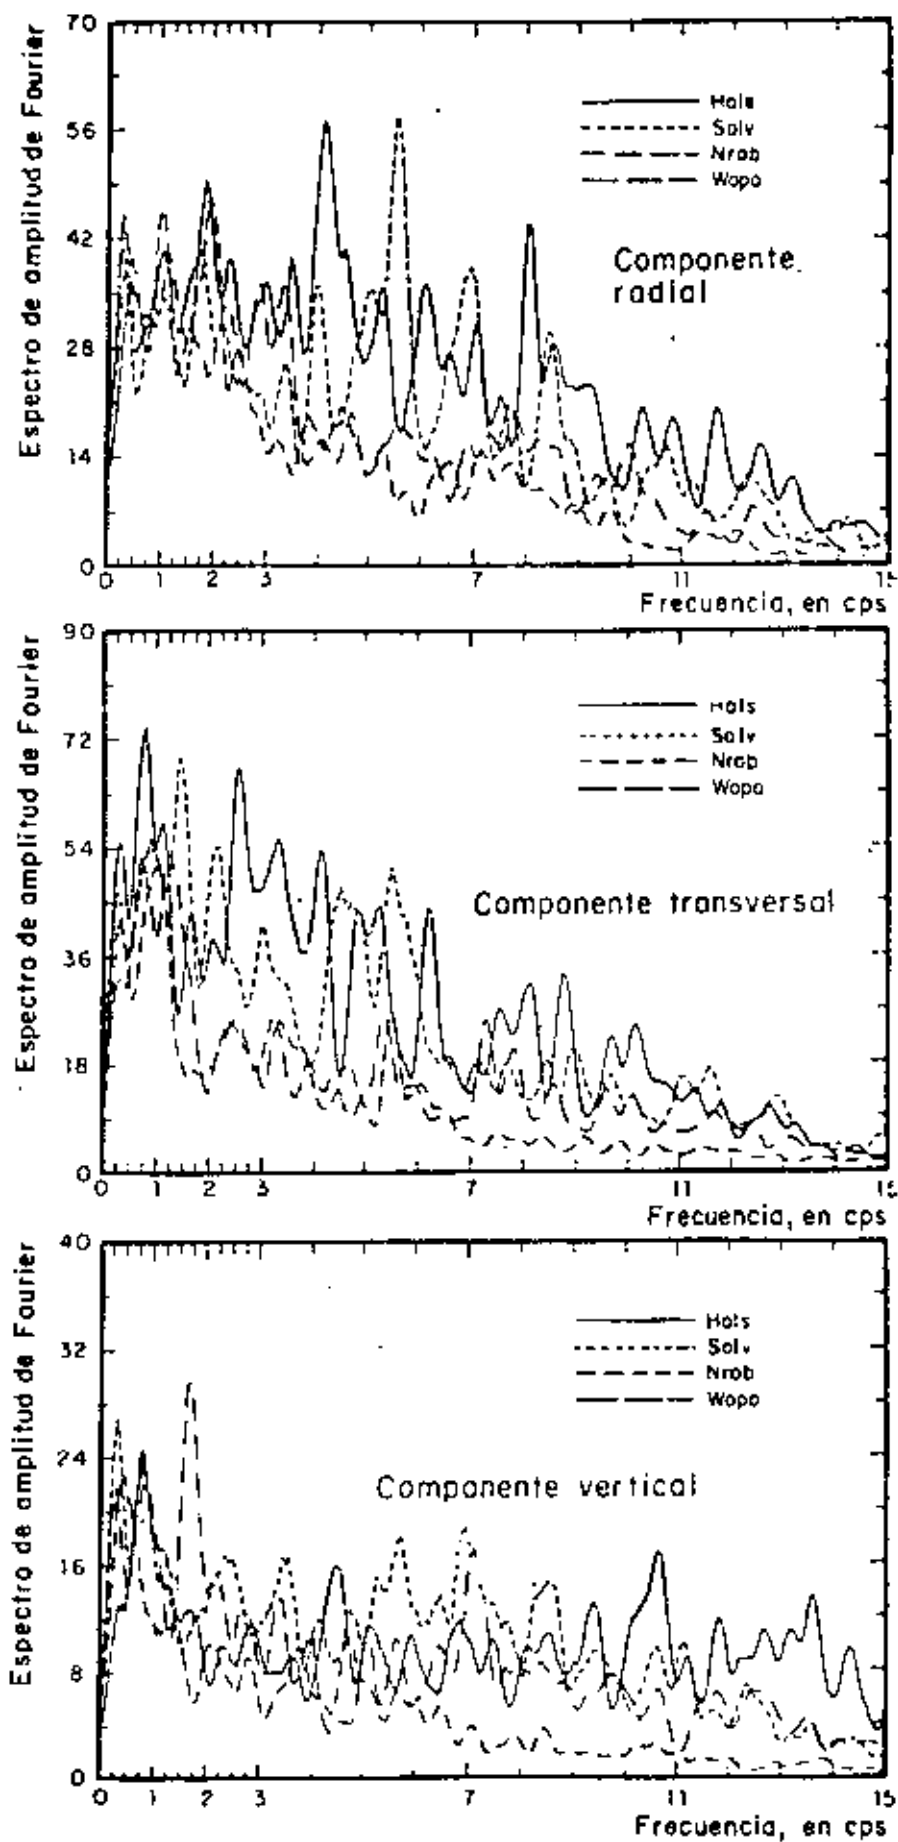 Espectro de amplitud de Fourier
70
56
42
28
14
0
Hols
Salv
Nrob
Wopa
Componente
radial
0 1 2 3 7 11 15
Frecuencia, en cps
Espectro de amplitud de Fourier
90
72
54
36
18
0
Hols
Salv
Nrob
Wopa
Componente transversal
0 1 2 3 7 11 15
Frecuencia, en cps
Espectro de amplitud de Fourier
40
32
24
16
8
0
Hols
Salv
Nrob
Wopa
Componente vertical
0 1 2 3 7 11 15
Frecuencia, en cps